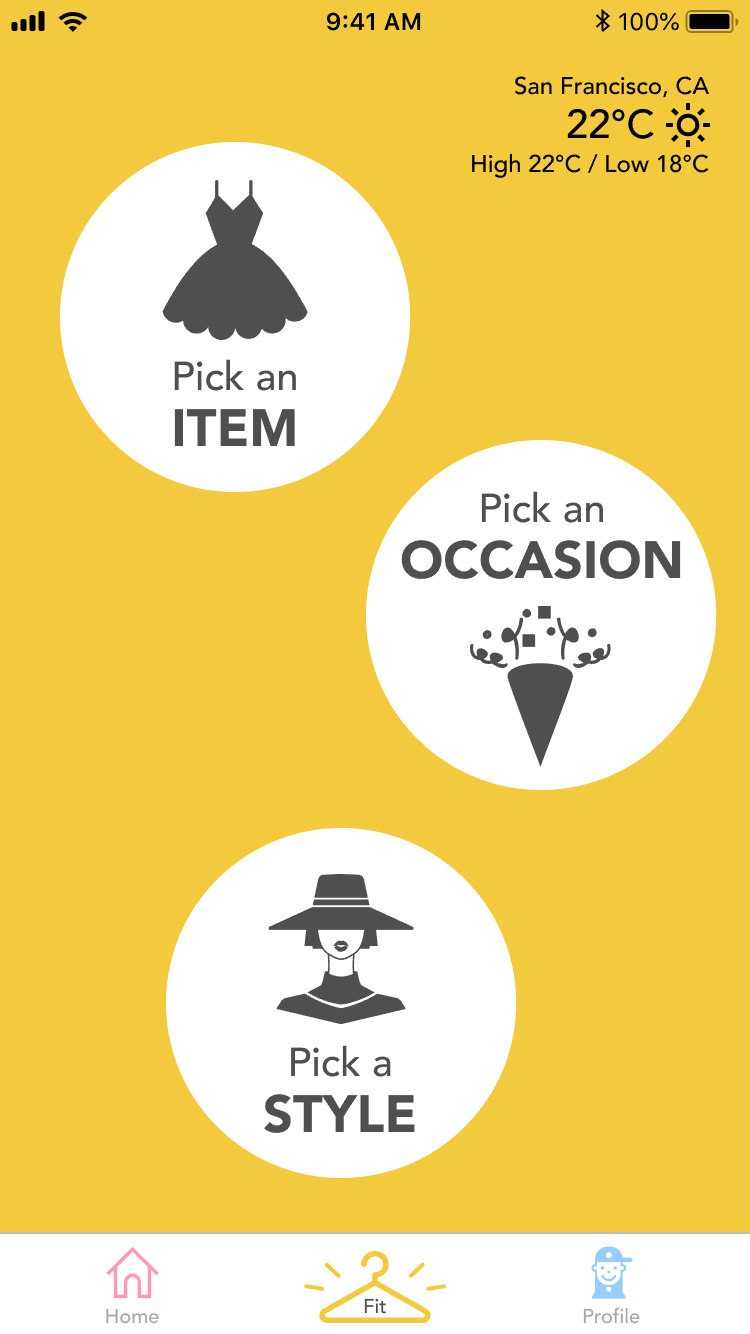 9:41 AM
100%
San Francisco, CA
22°C
High 22°C / Low 18°C
Pick an
ITEM
Pick an
OCCASION
Pick a
STYLE
Home
Fit
Profile